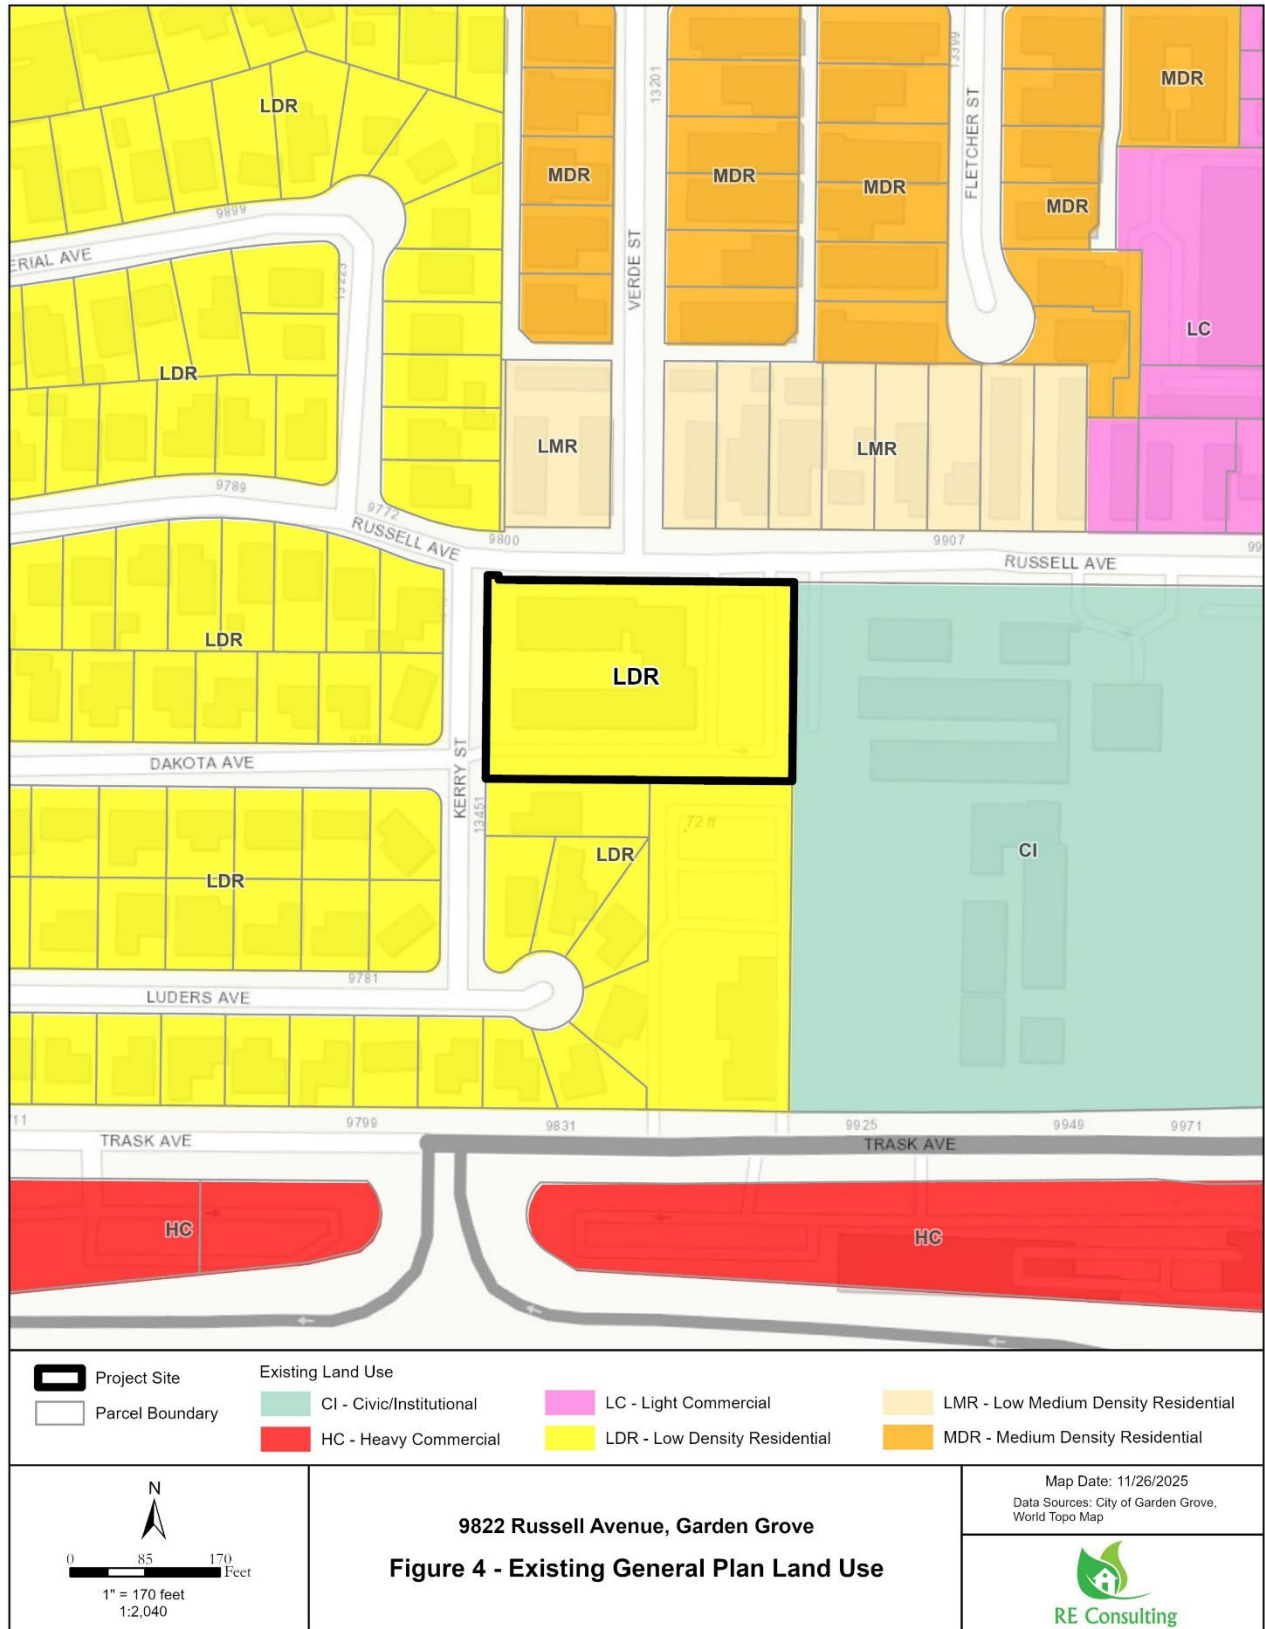 LDR
MDR
MDR
MDR
MDR
MDR
13201
13399
FLETCHER ST
VERDE ST
9899
ERIAL AVE
13223
LC
LDR
LMR
LMR
9789
9772
RUSSELL AVE
9800
9907
RUSSELL AVE
99
LDR
LDR
DAKOTA AVE
KERRY ST
13451
72 ft
LDR
CI
LDR
9781
LUDERS AVE
11
9799
9831
9925
9949
9971
TRASK AVE
TRASK AVE
HC
HC
Project Site
Parcel Boundary
Existing Land Use
CI - Civic/Institutional
HC - Heavy Commercial
LC - Light Commercial
LDR - Low Density Residential
LMR - Low Medium Density Residential
MDR - Medium Density Residential
N
0 85 170
Feet
1" = 170 feet
1:2,040
9822 Russell Avenue, Garden Grove
Figure 4 - Existing General Plan Land Use
Map Date: 11/26/2025
Data Sources: City of Garden Grove,
World Topo Map
RE Consulting